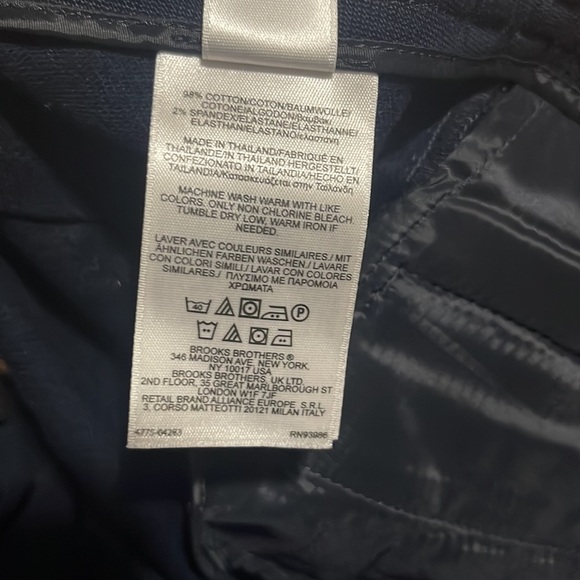 98% COTTON/COTON/BAUMWOLLE/
COTONE/ALGODON/Βαμβάκι
2% SPANDEX/ELASTANE/ELASTHANNE/
ELASTHAN/ELASTANO/ελαστανη
MADE IN THAILAND/FABRIQUÉ EN
THAÏLANDE/IN THAILAND HERGESTELLT/
CONFEZIONATO IN TAILANDIA/HECHO EN
TAILANDIA/Κατασκευάζεται στην Ταϊλάνδη
MACHINE WASH WARM WITH LIKE
COLORS. ONLY NON CHLORINE BLEACH.
TUMBLE DRY LOW, WARM IRON IF
NEEDED
LAVER AVEC COULEURS SIMILAIRES./ MIT
ÄHNLICHEN FARBEN WASCHEN./ LAVARE
CON COLORI SIMILI./ LAVAR CON COLORES
SIMILARES./ ΠΛΥΣΙΜΟ ΜΕ ΠΑΡΟΜΟΙΑ
ΧΡΩΜΑΤΑ
40 P
BROOKS BROTHERS ®
346 MADISON AVE. NEW YORK.
NY 10017 USA
BROOKS BROTHERS, UK LTD.
2ND FLOOR, 35 GREAT MARLBOROUGH ST
LONDON W1F 7JF
RETAIL BRAND ALLIANCE EUROPE S.R.L.
3, CORSO MATTEOTTI 20121 MILAN ITALY
RN93986